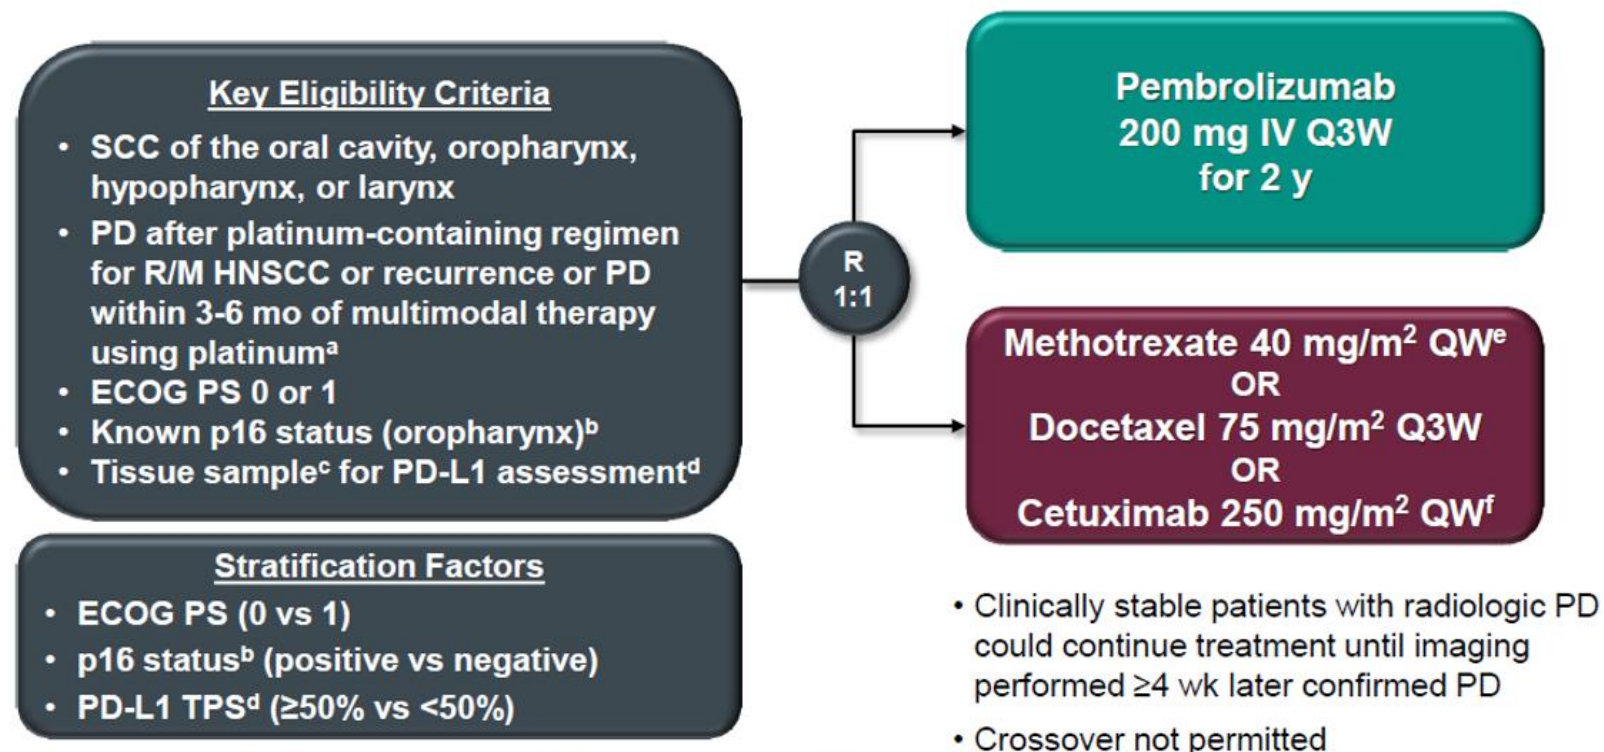 Key Eligibility Criteria
• SCC of the oral cavity, oropharynx,
hypopharynx, or larynx
• PD after platinum-containing regimen
for R/M HNSCC or recurrence or PD
within 3-6 mo of multimodal therapy
using platinumᵃ
• ECOG PS 0 or 1
• Known p16 status (oropharynx)ᵇ
• Tissue sampleᶜ for PD-L1 assessmentᵈ
Stratification Factors
• ECOG PS (0 vs 1)
• p16 statusᵇ (positive vs negative)
• PD-L1 TPSᵈ (≥50% vs <50%)
R
1:1
Pembrolizumab
200 mg IV Q3W
for 2 y
Methotrexate 40 mg/m² QWᵉ
OR
Docetaxel 75 mg/m² Q3W
OR
Cetuximab 250 mg/m² QWᶠ
• Clinically stable patients with radiologic PD
could continue treatment until imaging
performed ≥4 wk later confirmed PD
• Crossover not permitted